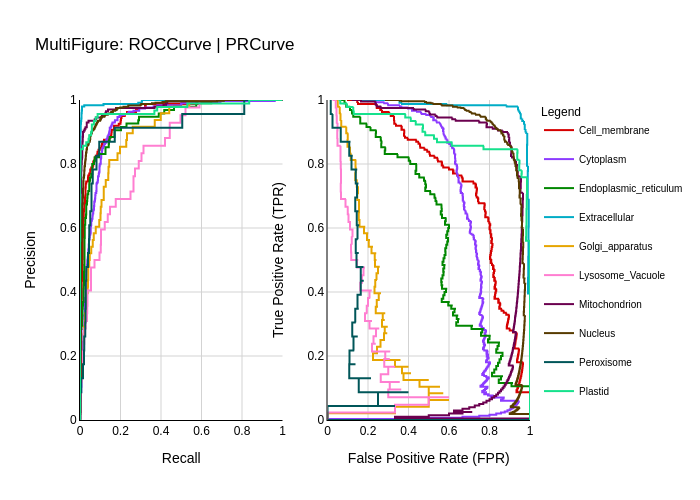 MultiFigure: ROCCurve | PRCurve
Precision
1
0.8
0.6
0.4
0.2
0
0 0.2 0.4 0.6 0.8 1
Recall
True Positive Rate (TPR)
1
0.8
0.6
0.4
0.2
0
0 0.2 0.4 0.6 0.8 1
False Positive Rate (FPR)
Legend
Cell_membrane
Cytoplasm
Endoplasmic_reticulum
Extracellular
Golgi_apparatus
Lysosome_Vacuole
Mitochondrion
Nucleus
Peroxisome
Plastid